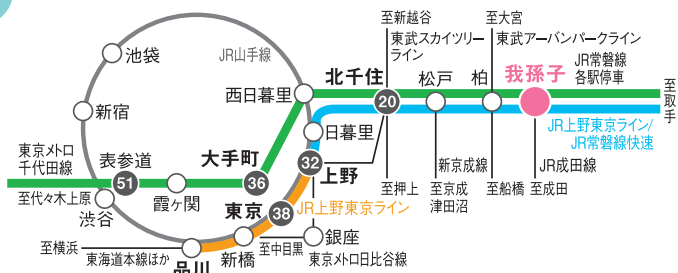 至新越谷
至大宮
東武スカイツリー
ライン
東武アーバンパークライン
池袋
JR山手線
北千住
松戸
柏
我孫子
JR常磐線
各駅停車
至取手
西日暮里
20
新宿
日暮里
JR上野東京ライン/
JR常磐線快速
東京メトロ
千代田線
表参道
大手町
32
上野
新京成線
JR成田線
51
36
至押上
至京成
津田沼
至船橋
至成田
至代々木上原
霞ヶ関
東京
38
JR上野東京ライン
渋谷
銀座
至横浜
東海道本線ほか
品川
新橋
至中目黒
東京メトロ日比谷線